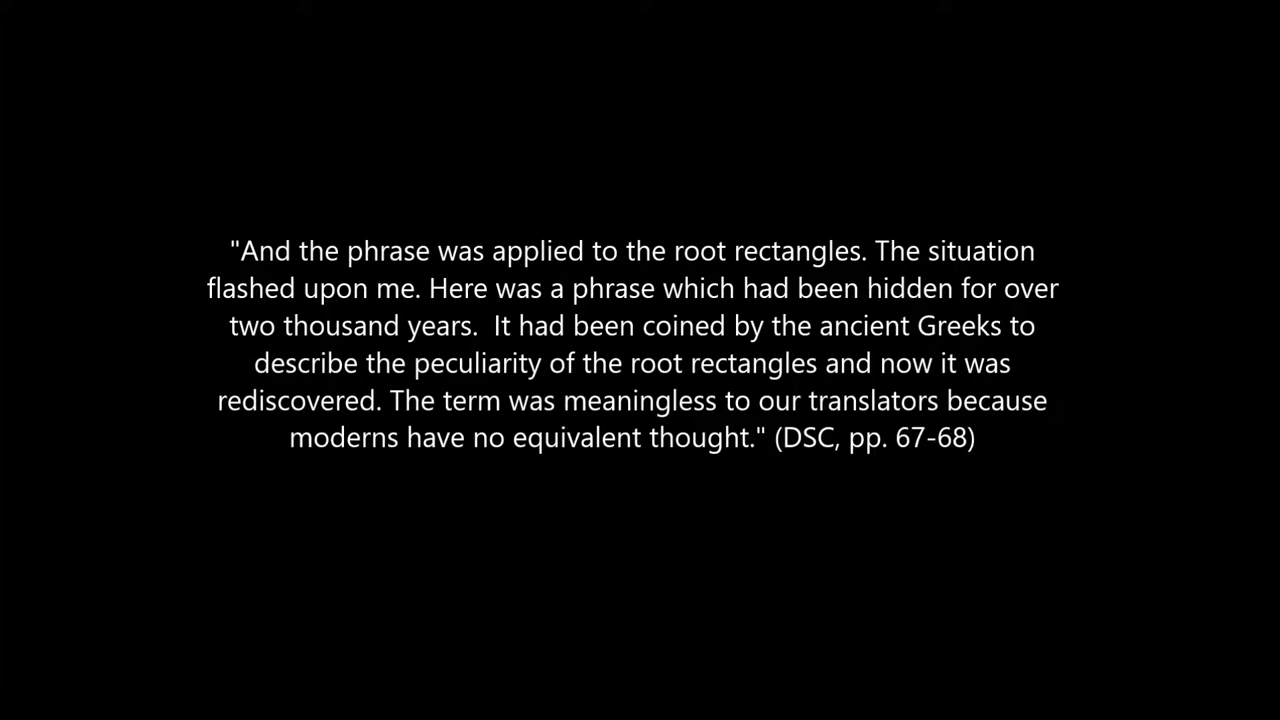 "And the phrase was applied to the root rectangles. The situation
flashed upon me. Here was a phrase which had been hidden for over
two thousand years.  It had been coined by the ancient Greeks to
describe the peculiarity of the root rectangles and now it was
rediscovered. The term was meaningless to our translators because
moderns have no equivalent thought." (DSC, pp. 67-68)